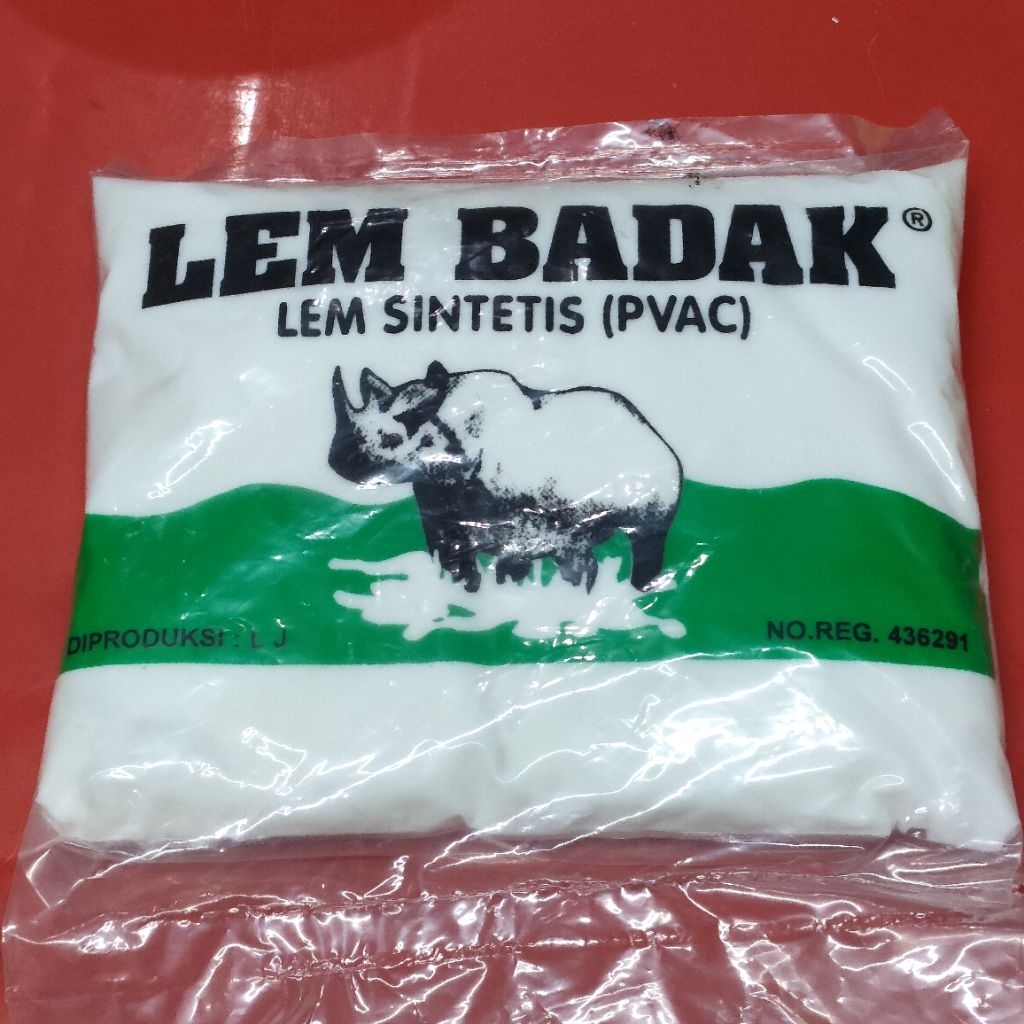 LEM BADAK®
LEM SINTETIS (PVAC)
DIPRODUKSI : L J
NO.REG. 436291